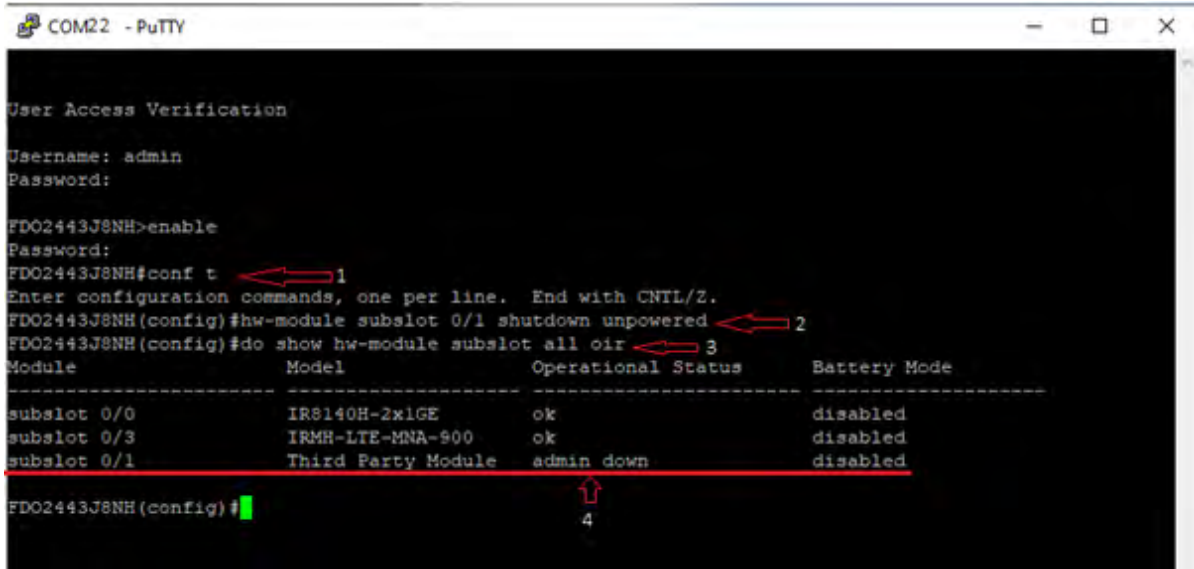 COM22 - PuTTY
User Access Verification
Username: admin
Password:
FDO2443J8NH>enable
Password:
FDO2443J8NH#conf t 1
Enter configuration commands, one per line. End with CNTL/Z.
FDO2443J8NH(config)#hw-module subslot 0/1 shutdown unpowered 2
FDO2443J8NH(config)#do show hw-module subslot all oir 3
Module Model Operational Status Battery Mode
------------------------- ---------------------- -------------------------- ------------------------
subslot 0/0 IR8140H-2x1GE ok disabled
subslot 0/3 IRMH-LTE-MNA-900 ok disabled
subslot 0/1 Third Party Module admin down disabled
FDO2443J8NH(config)#
4